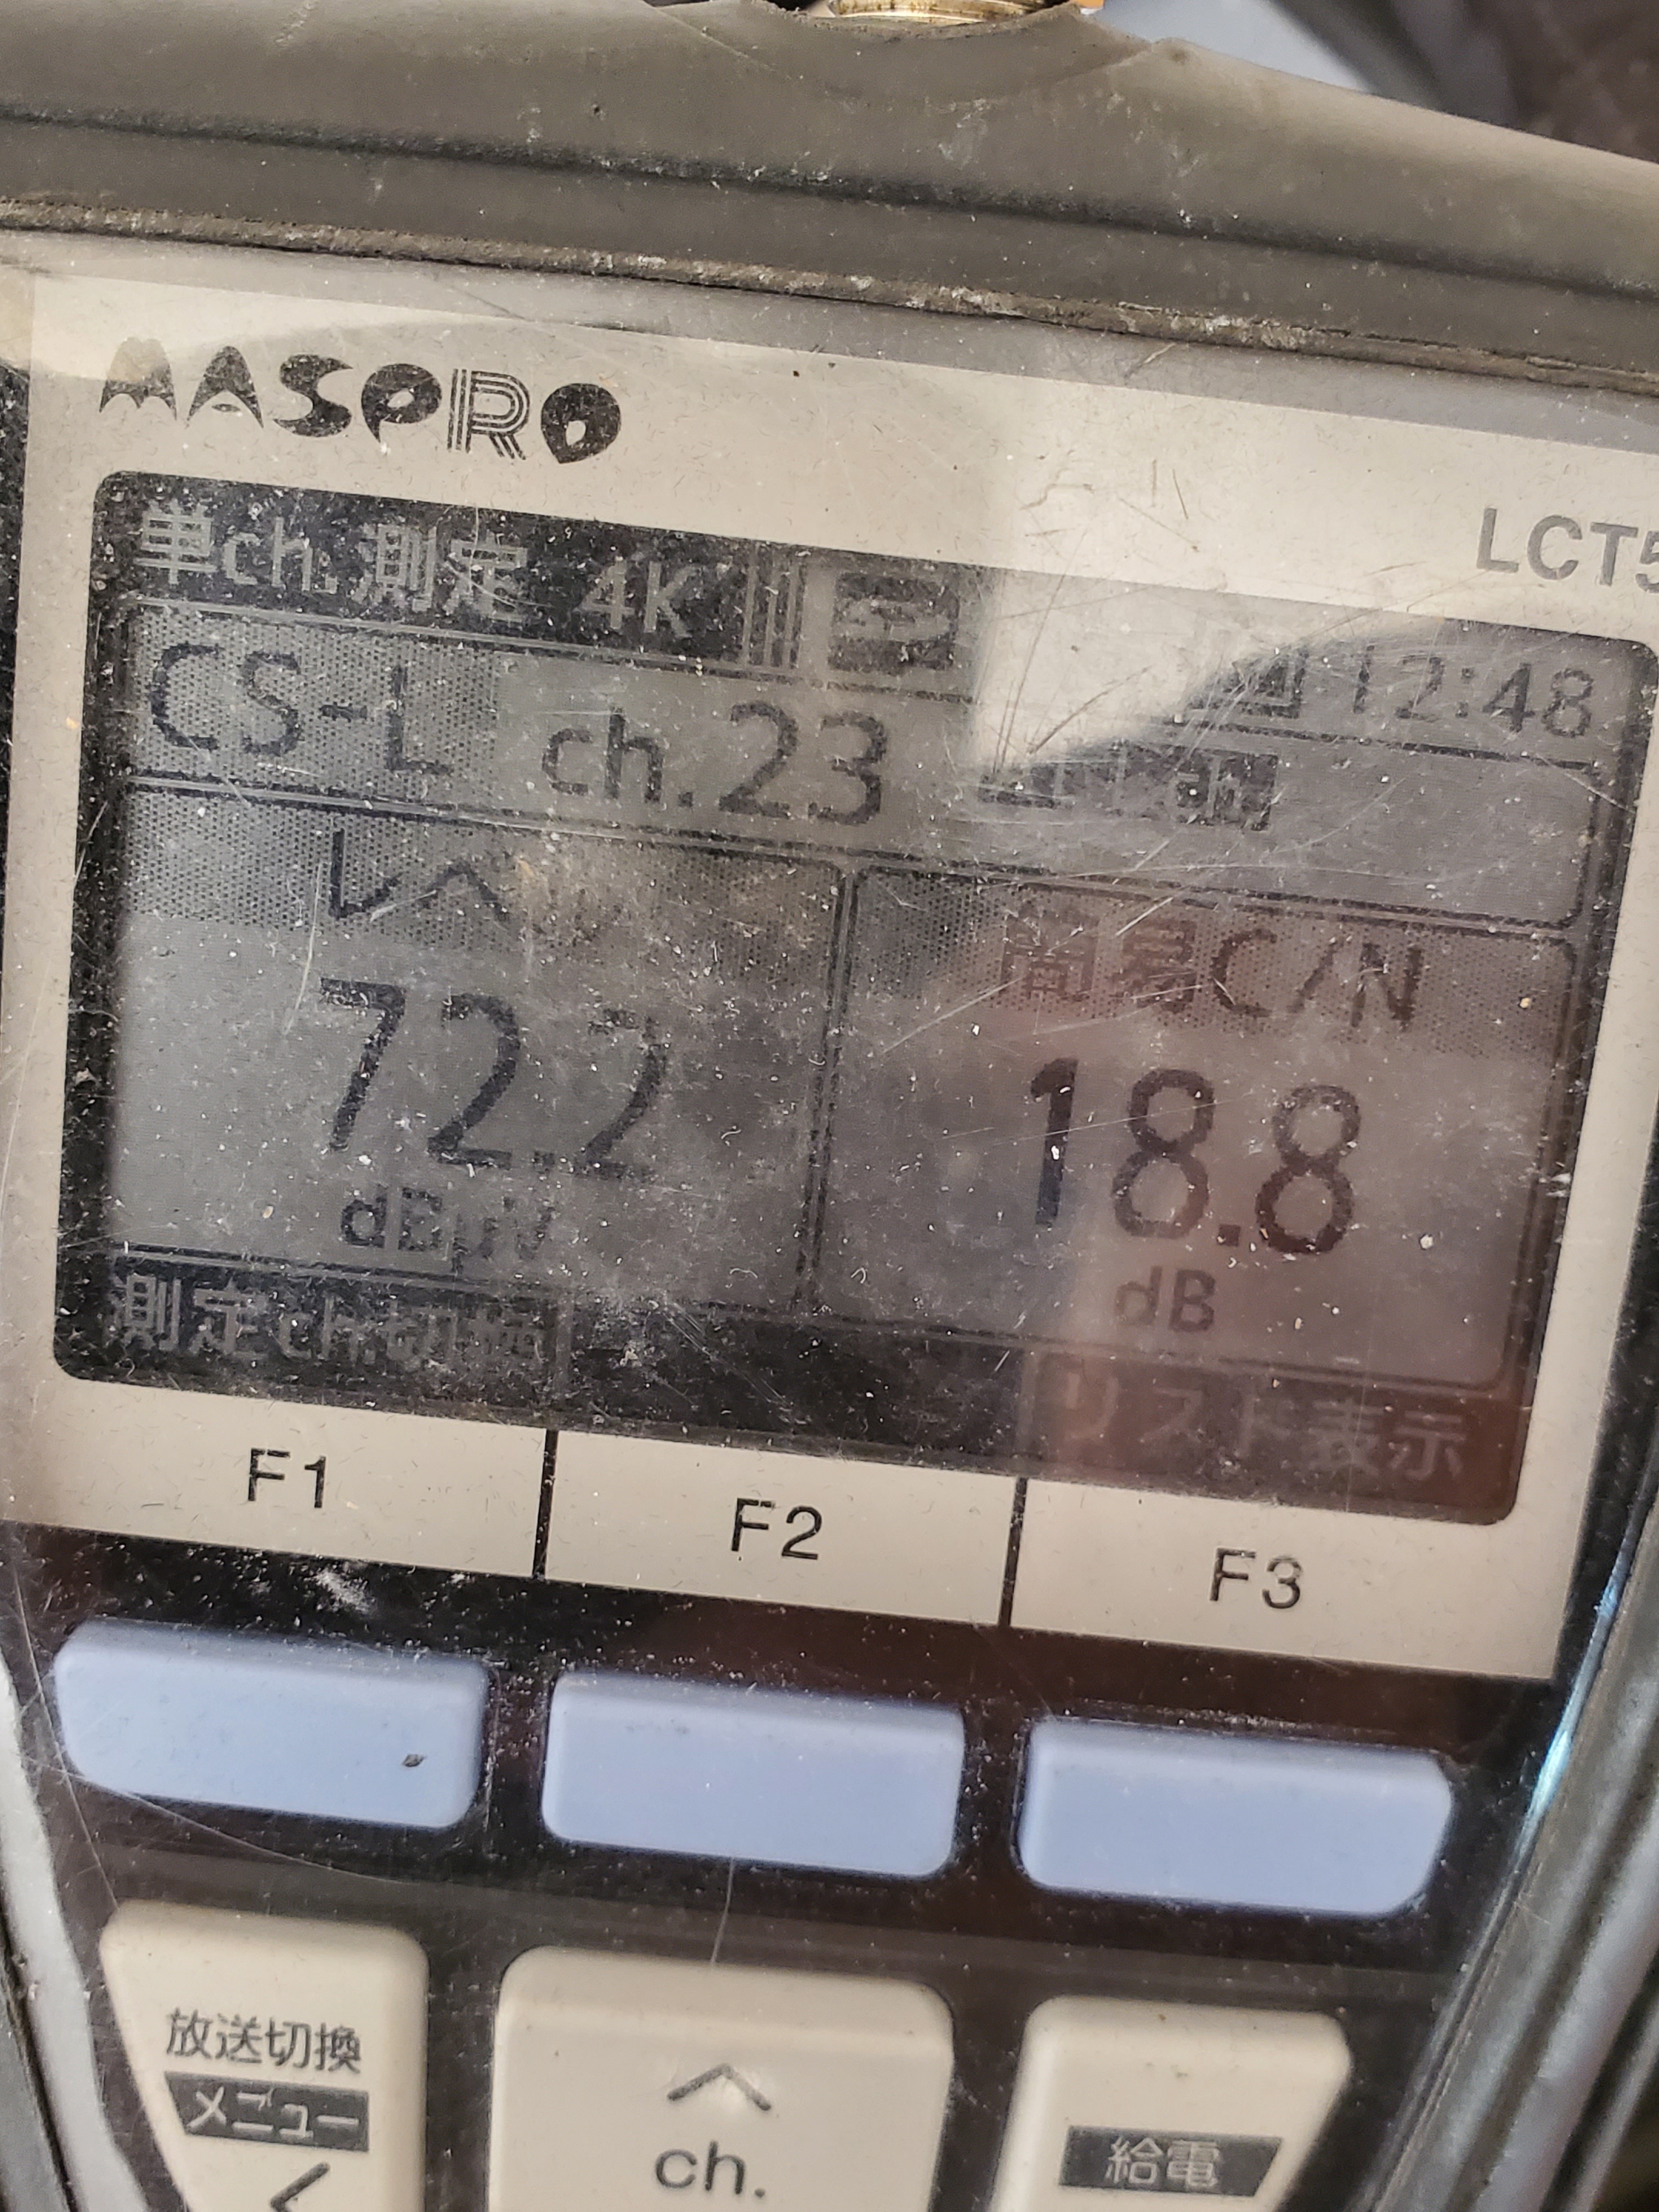 MASPRO
LCT5
単ch.測定 4K
12:48
CS-L ch.23
レベ
簡易C/N
72.2
18.8
dBμV
dB
測定ch.切換
リスト表示
F1
F2
F3
放送切換
メニュー
ch.
給電